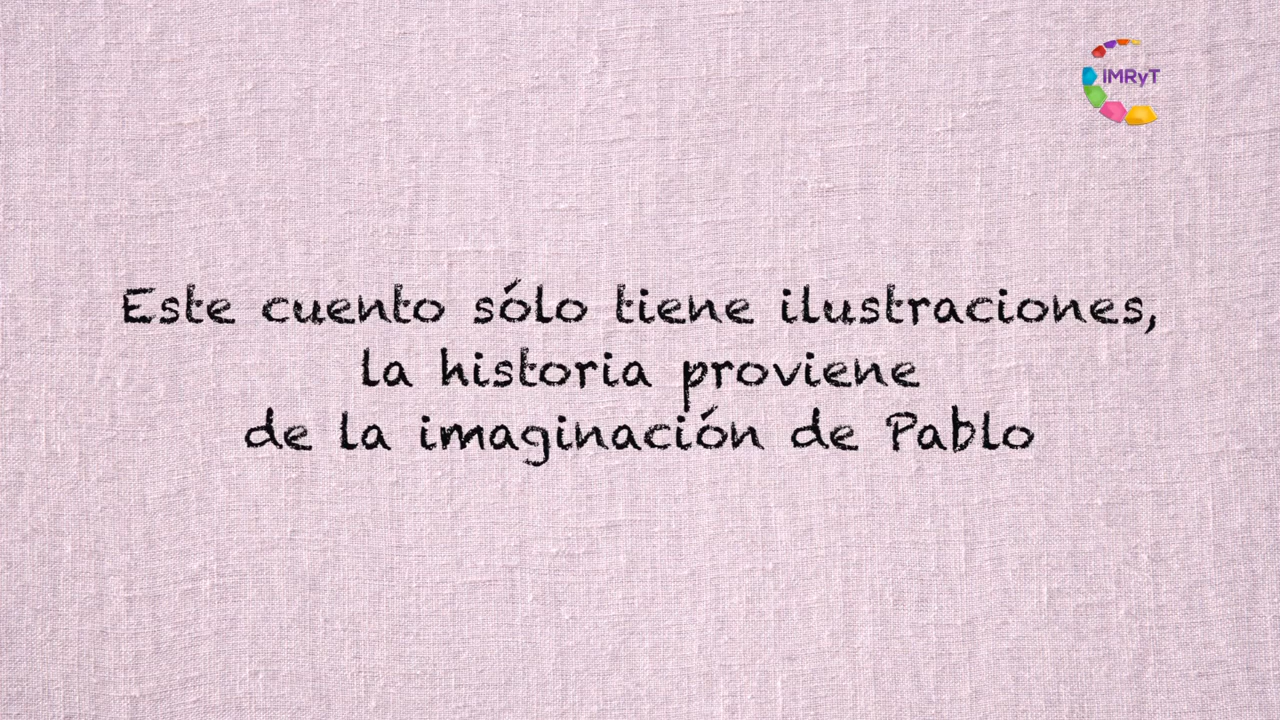 IMRyT
Este cuento sólo tiene ilustraciones,
la historia proviene
de la imaginación de Pablo